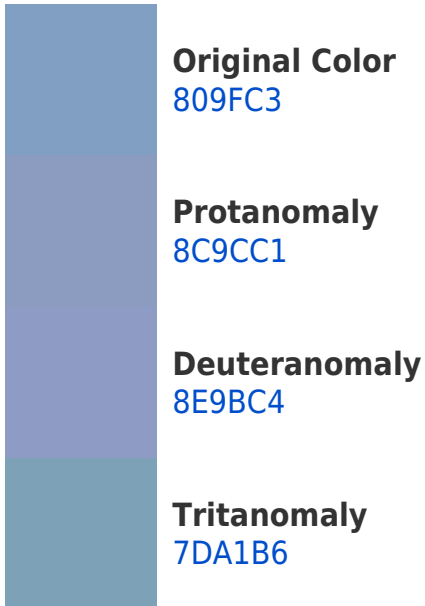 Original Color
809FC3
Protanomaly
8C9CC1
Deuteranomaly
8E9BC4
Tritanomaly
7DA1B6